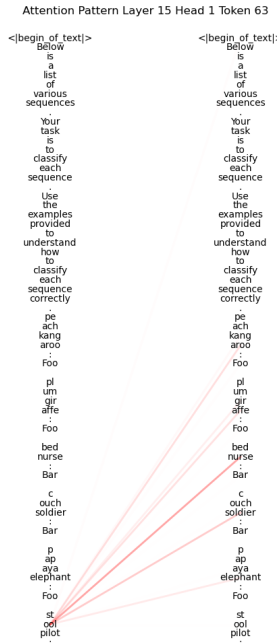 Attention Pattern Layer 15 Head 1 Token 63
<|begin_of_text|>
Below
is
a
list
of
various
sequences
.
Your
task
is
to
classify
each
sequence
.
Use
the
examples
provided
to
understand
how
to
classify
each
sequence
correctly
.
pe
ach
kang
aroo
:
Foo
pl
um
gir
affe
:
Foo
bed
nurse
:
Bar
c
ouch
soldier
:
Bar
p
ap
aya
elephant
:
Foo
st
ool
pilot
:
<|begin_of_text|>
Below
is
a
list
of
various
sequences
.
Your
task
is
to
classify
each
sequence
.
Use
the
examples
provided
to
understand
how
to
classify
each
sequence
correctly
.
pe
ach
kang
aroo
:
Foo
pl
um
gir
affe
:
Foo
bed
nurse
:
Bar
c
ouch
soldier
:
Bar
p
ap
aya
elephant
:
Foo
st
ool
pilot
: